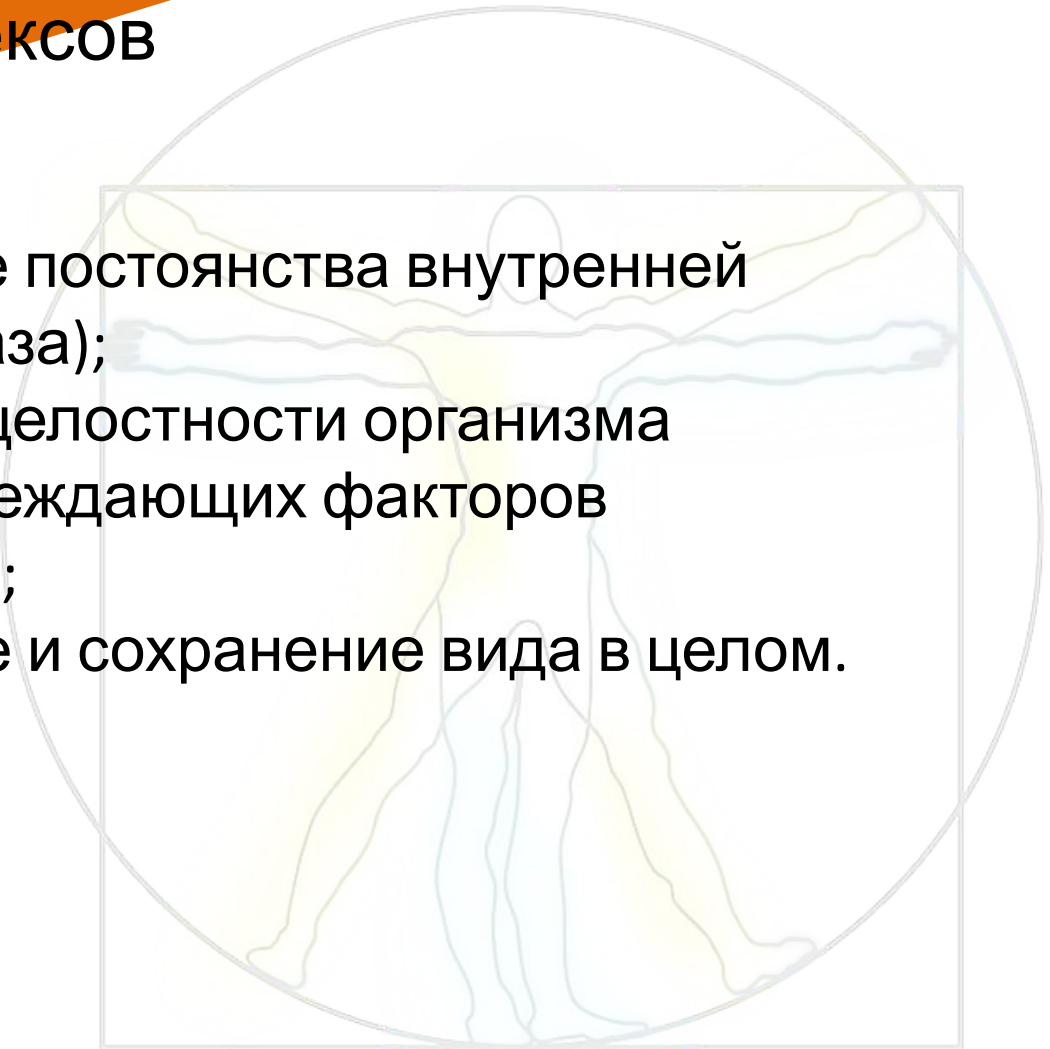 ксов
е постоянства внутренней
аза);
целостности организма
еждающих факторов
);
е и сохранение вида в целом.